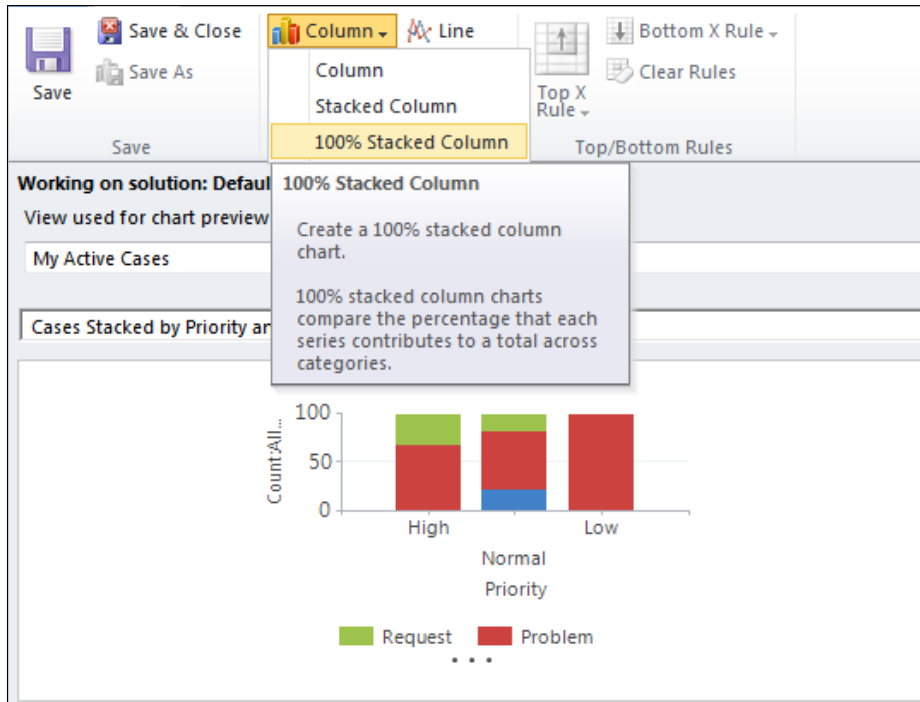 Save & Close
Column
Line
Bottom X Rule
Save As
Column
Clear Rules
Save
Stacked Column
Top X
Rule
100% Stacked Column
Save
Top/Bottom Rules
Working on solution: Defaul
100% Stacked Column
View used for chart preview
Create a 100% stacked column
chart.
My Active Cases
100% stacked column charts
compare the percentage that each
series contributes to a total across
categories.
Cases Stacked by Priority an
100
50
0
Count:All...
High
Low
Normal
Priority
Request
Problem
• • •